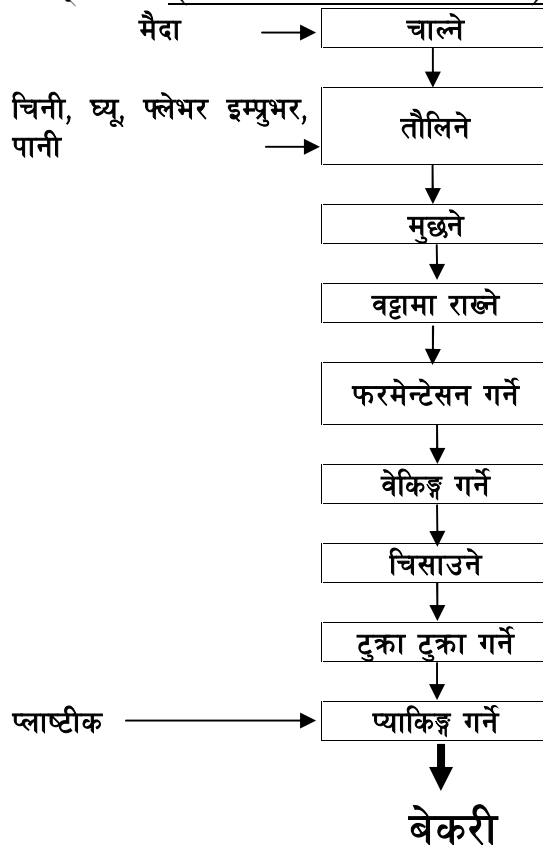 मैदा
चाल्ने
चिनी, घ्यू, फ्लेभर इम्प्रुभर,
पानी
तौलिने
मुछ्ने
वट्टामा राख्ने
फरमेन्टेसन गर्ने
वेकिङ्ग गर्ने
चिसाउने
टुक्रा टुक्रा गर्ने
प्लाष्टीक
प्याकिङ्ग गर्ने
बेकरी